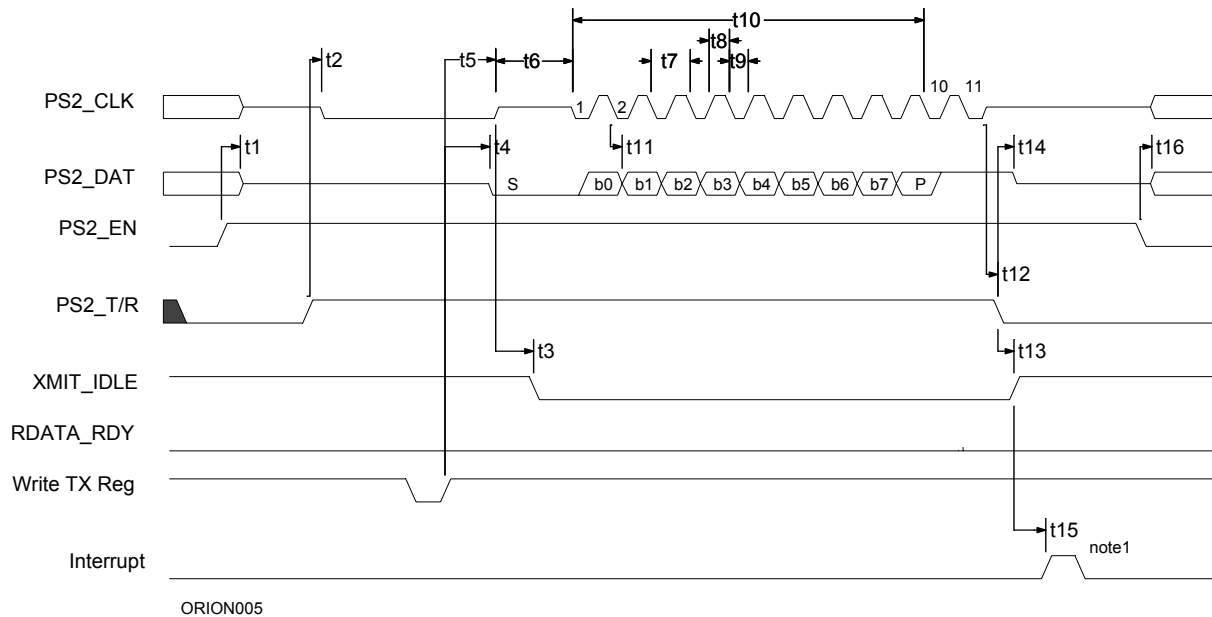 t10
t8
t2 t5 t6 t7 t9
PS2_CLK 1 2 10 11
t1 t4 t11 t14 t16
PS2_DAT S b0 b1 b2 b3 b4 b5 b6 b7 P
PS2_EN
t12
PS2_T/R
t3 t13
XMIT_IDLE
RDATA_RDY
Write TX Reg
t15 note1
Interrupt
ORION005